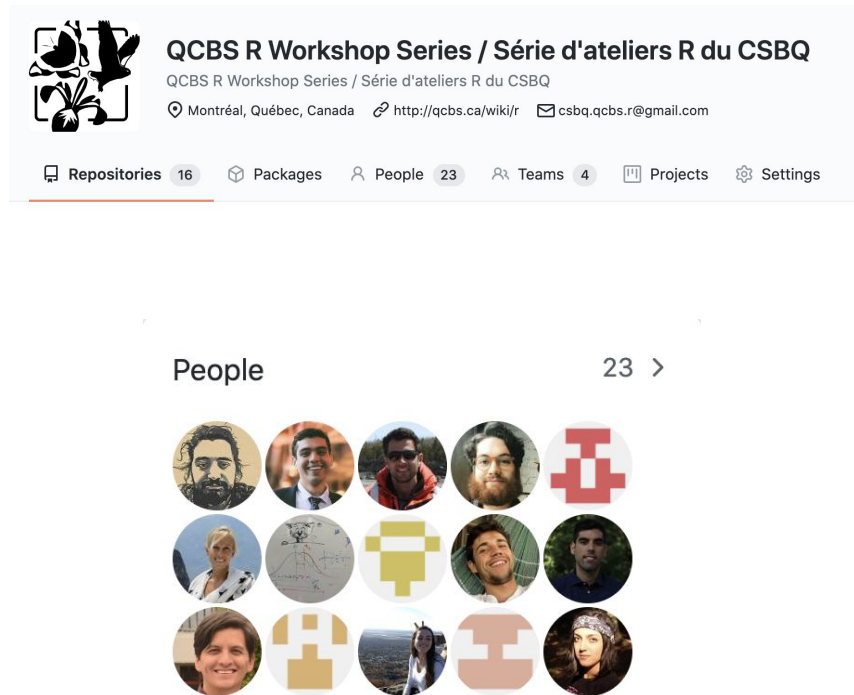 QCBS R Workshop Series / Série d'ateliers R du CSBQ
QCBS R Workshop Series / Série d'ateliers R du CSBQ
Montréal, Québec, Canada http://qcbs.ca/wiki/r csbq.qcbs.r@gmail.com
Repositories 16 Packages People 23 Teams 4 Projects Settings
People 23